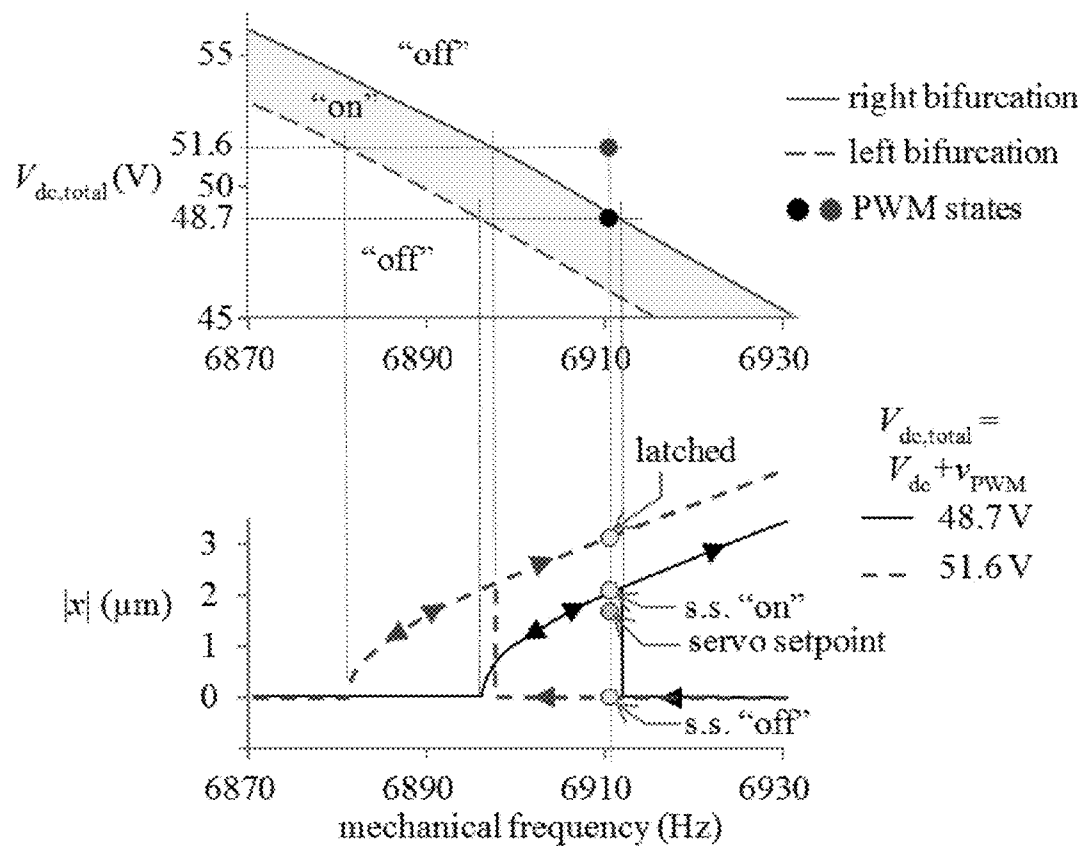 "off"
55
"on"
right bifurcation
51.6
left bifurcation
V_dc,total (V)
50
PWM states
48.7
"off"
45
6870 6890 6910 6930
V_dc,total =
V_dc + v_PWM
latched
48.7 V
3
51.6 V
|x| (µm)
2
s.s. "on"
servo setpoint
1
0
s.s. "off"
6870 6890 6910 6930
mechanical frequency (Hz)